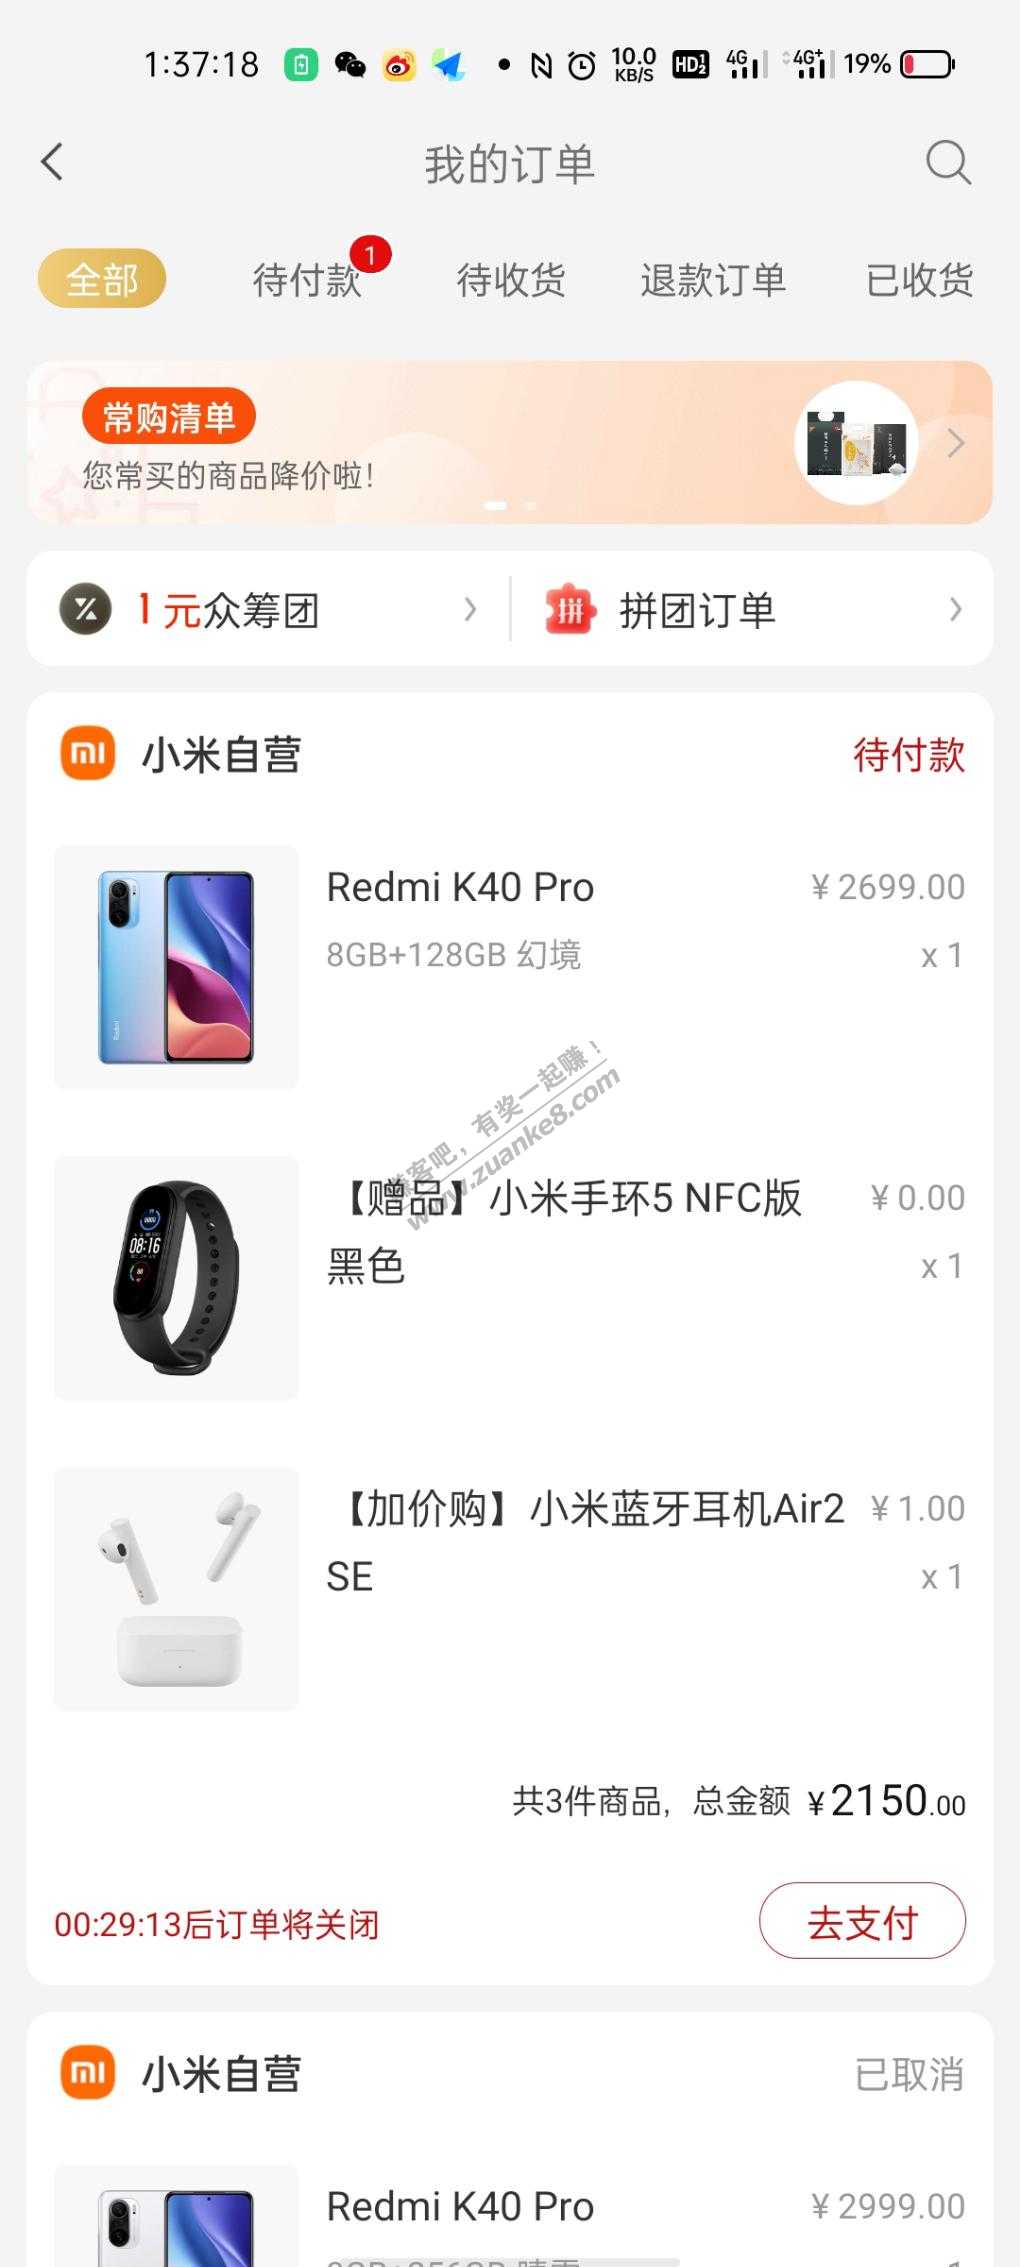 1:37:18
10.0
KB/S
HD
4G
4G+
19%
我的订单
全部
待付款
1
待收货
退款订单
已收货
常购清单
您常买的商品降价啦!
1 元众筹团
拼
拼团订单
小米自营
待付款
Redmi K40 Pro
¥ 2699.00
8GB+128GB 幻境
x 1
赚客吧，有奖一起赚！
www.zuanke8.com
【赠品】小米手环5 NFC版
¥ 0.00
黑色
x 1
08:16
【加价购】小米蓝牙耳机Air2
¥ 1.00
SE
x 1
共3件商品，总金额 ¥2150.00
00:29:13后订单将关闭
去支付
小米自营
已取消
Redmi K40 Pro
¥ 2999.00